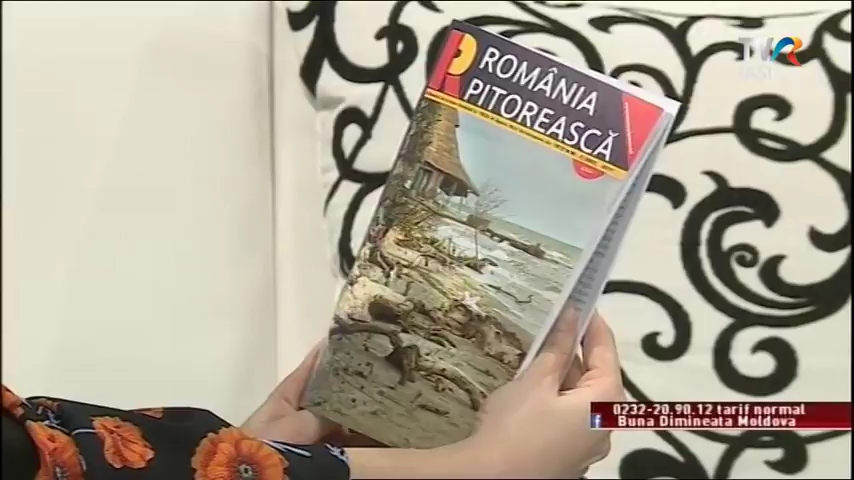 TVR
IAȘI
R
ROMÂNIA
PITOREASCĂ
0232-20.90.12 tarif normal
f Buna Dimineata Moldova